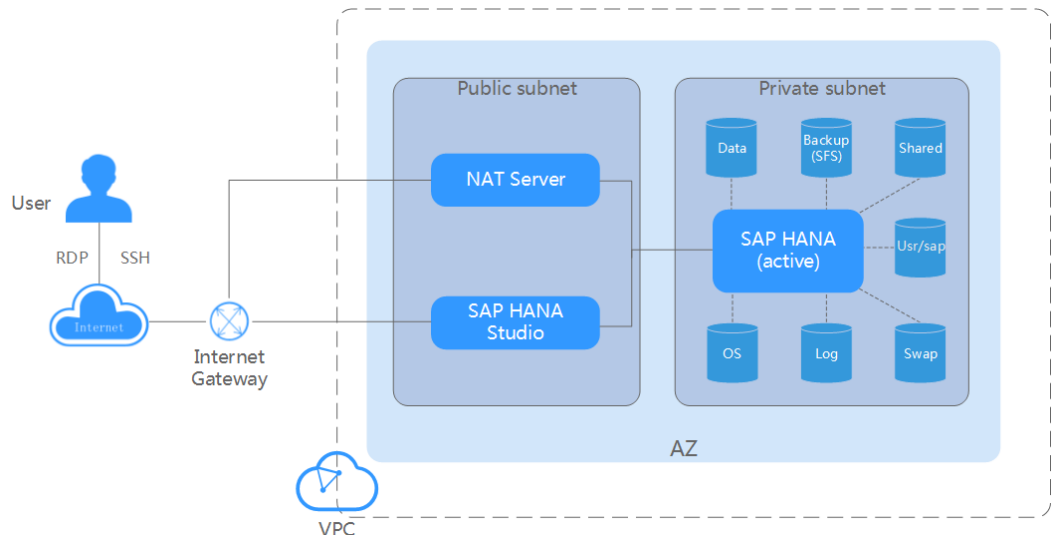 Public subnet
Private subnet
Data
Backup
(SFS)
Shared
User
NAT Server
SAP HANA
(active)
Usr/sap
RDP
SSH
Internet
SAP HANA
Studio
Internet
Gateway
OS
Log
Swap
AZ
VPC